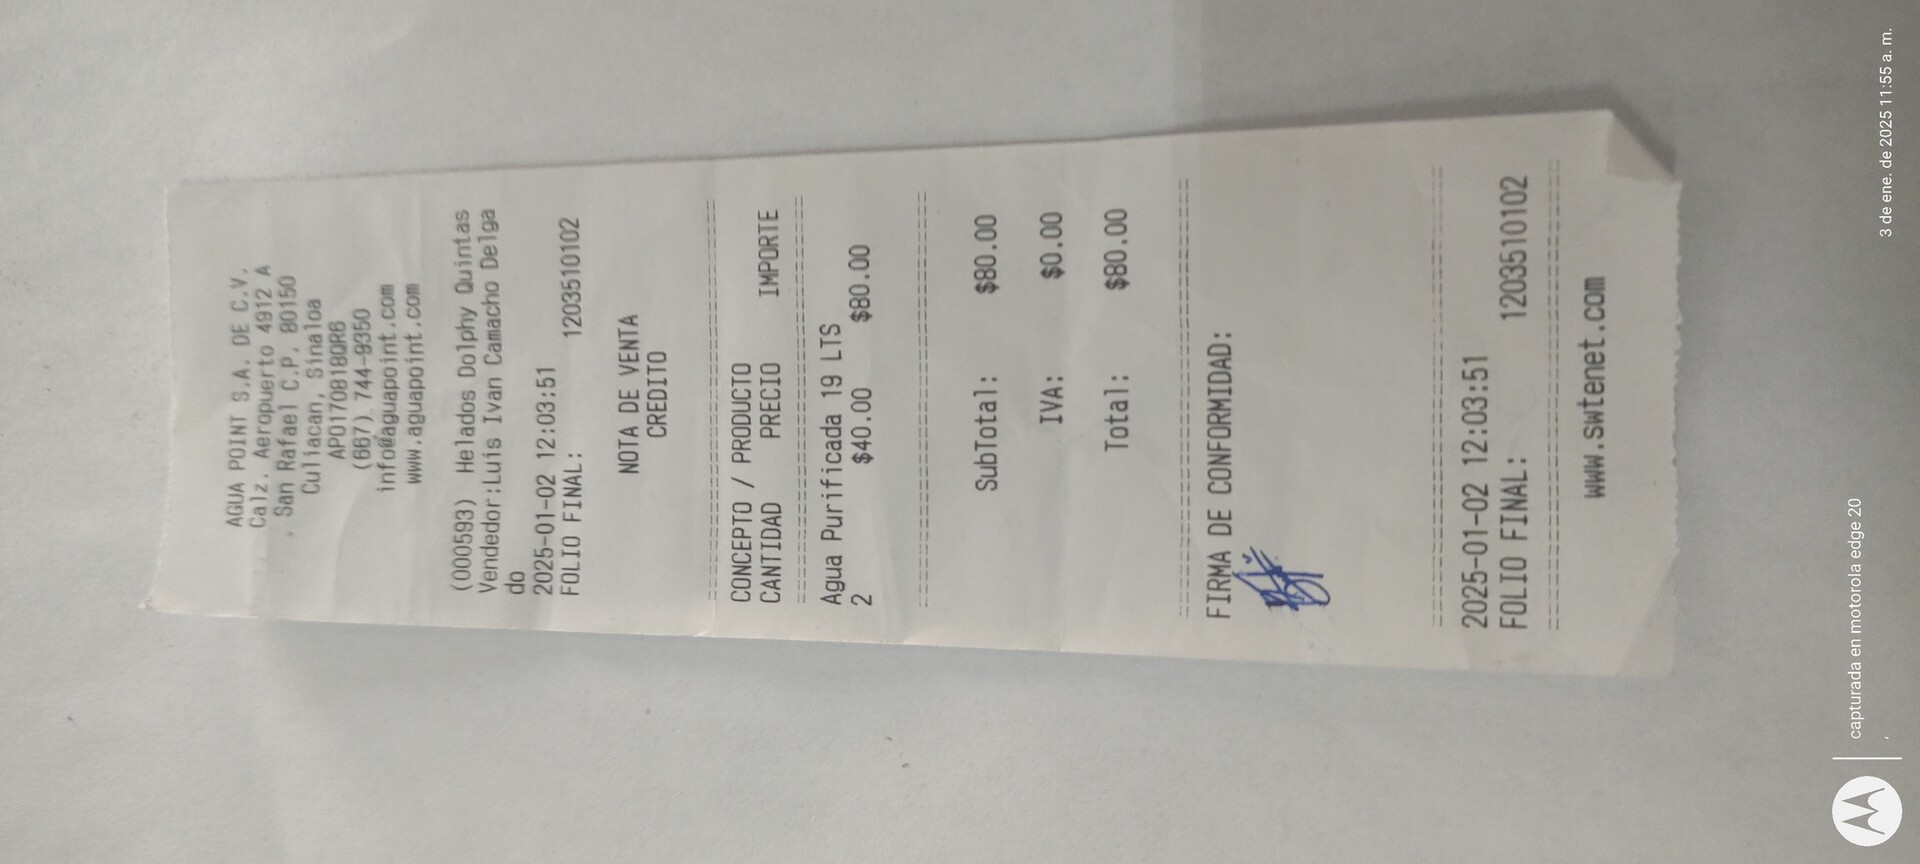 AGUA POINT S.A. DE C.V.
Calz. Aeropuerto 4912 A
San Rafael C.P. 80150
Culiacan, Sinaloa
APO170818QR6
(667) 744-9350
info@aguapoint.com
www.aguapoint.com
(000593) Helados Dolphy Quintas
Vendedor:Luis Ivan Camacho Delga
do
2025-01-02 12:03:51
FOLIO FINAL: 1203510102
NOTA DE VENTA
CREDITO
CONCEPTO / PRODUCTO
CANTIDAD PRECIO IMPORTE
Agua Purificada 19 LTS
2 $40.00 $80.00
SubTotal: $80.00
IVA: $0.00
Total: $80.00
FIRMA DE CONFORMIDAD:
2025-01-02 12:03:51
FOLIO FINAL: 1203510102
www.swtenet.com
capturada en motorola edge 20
,
3 de ene. de 2025 11:55 a. m.